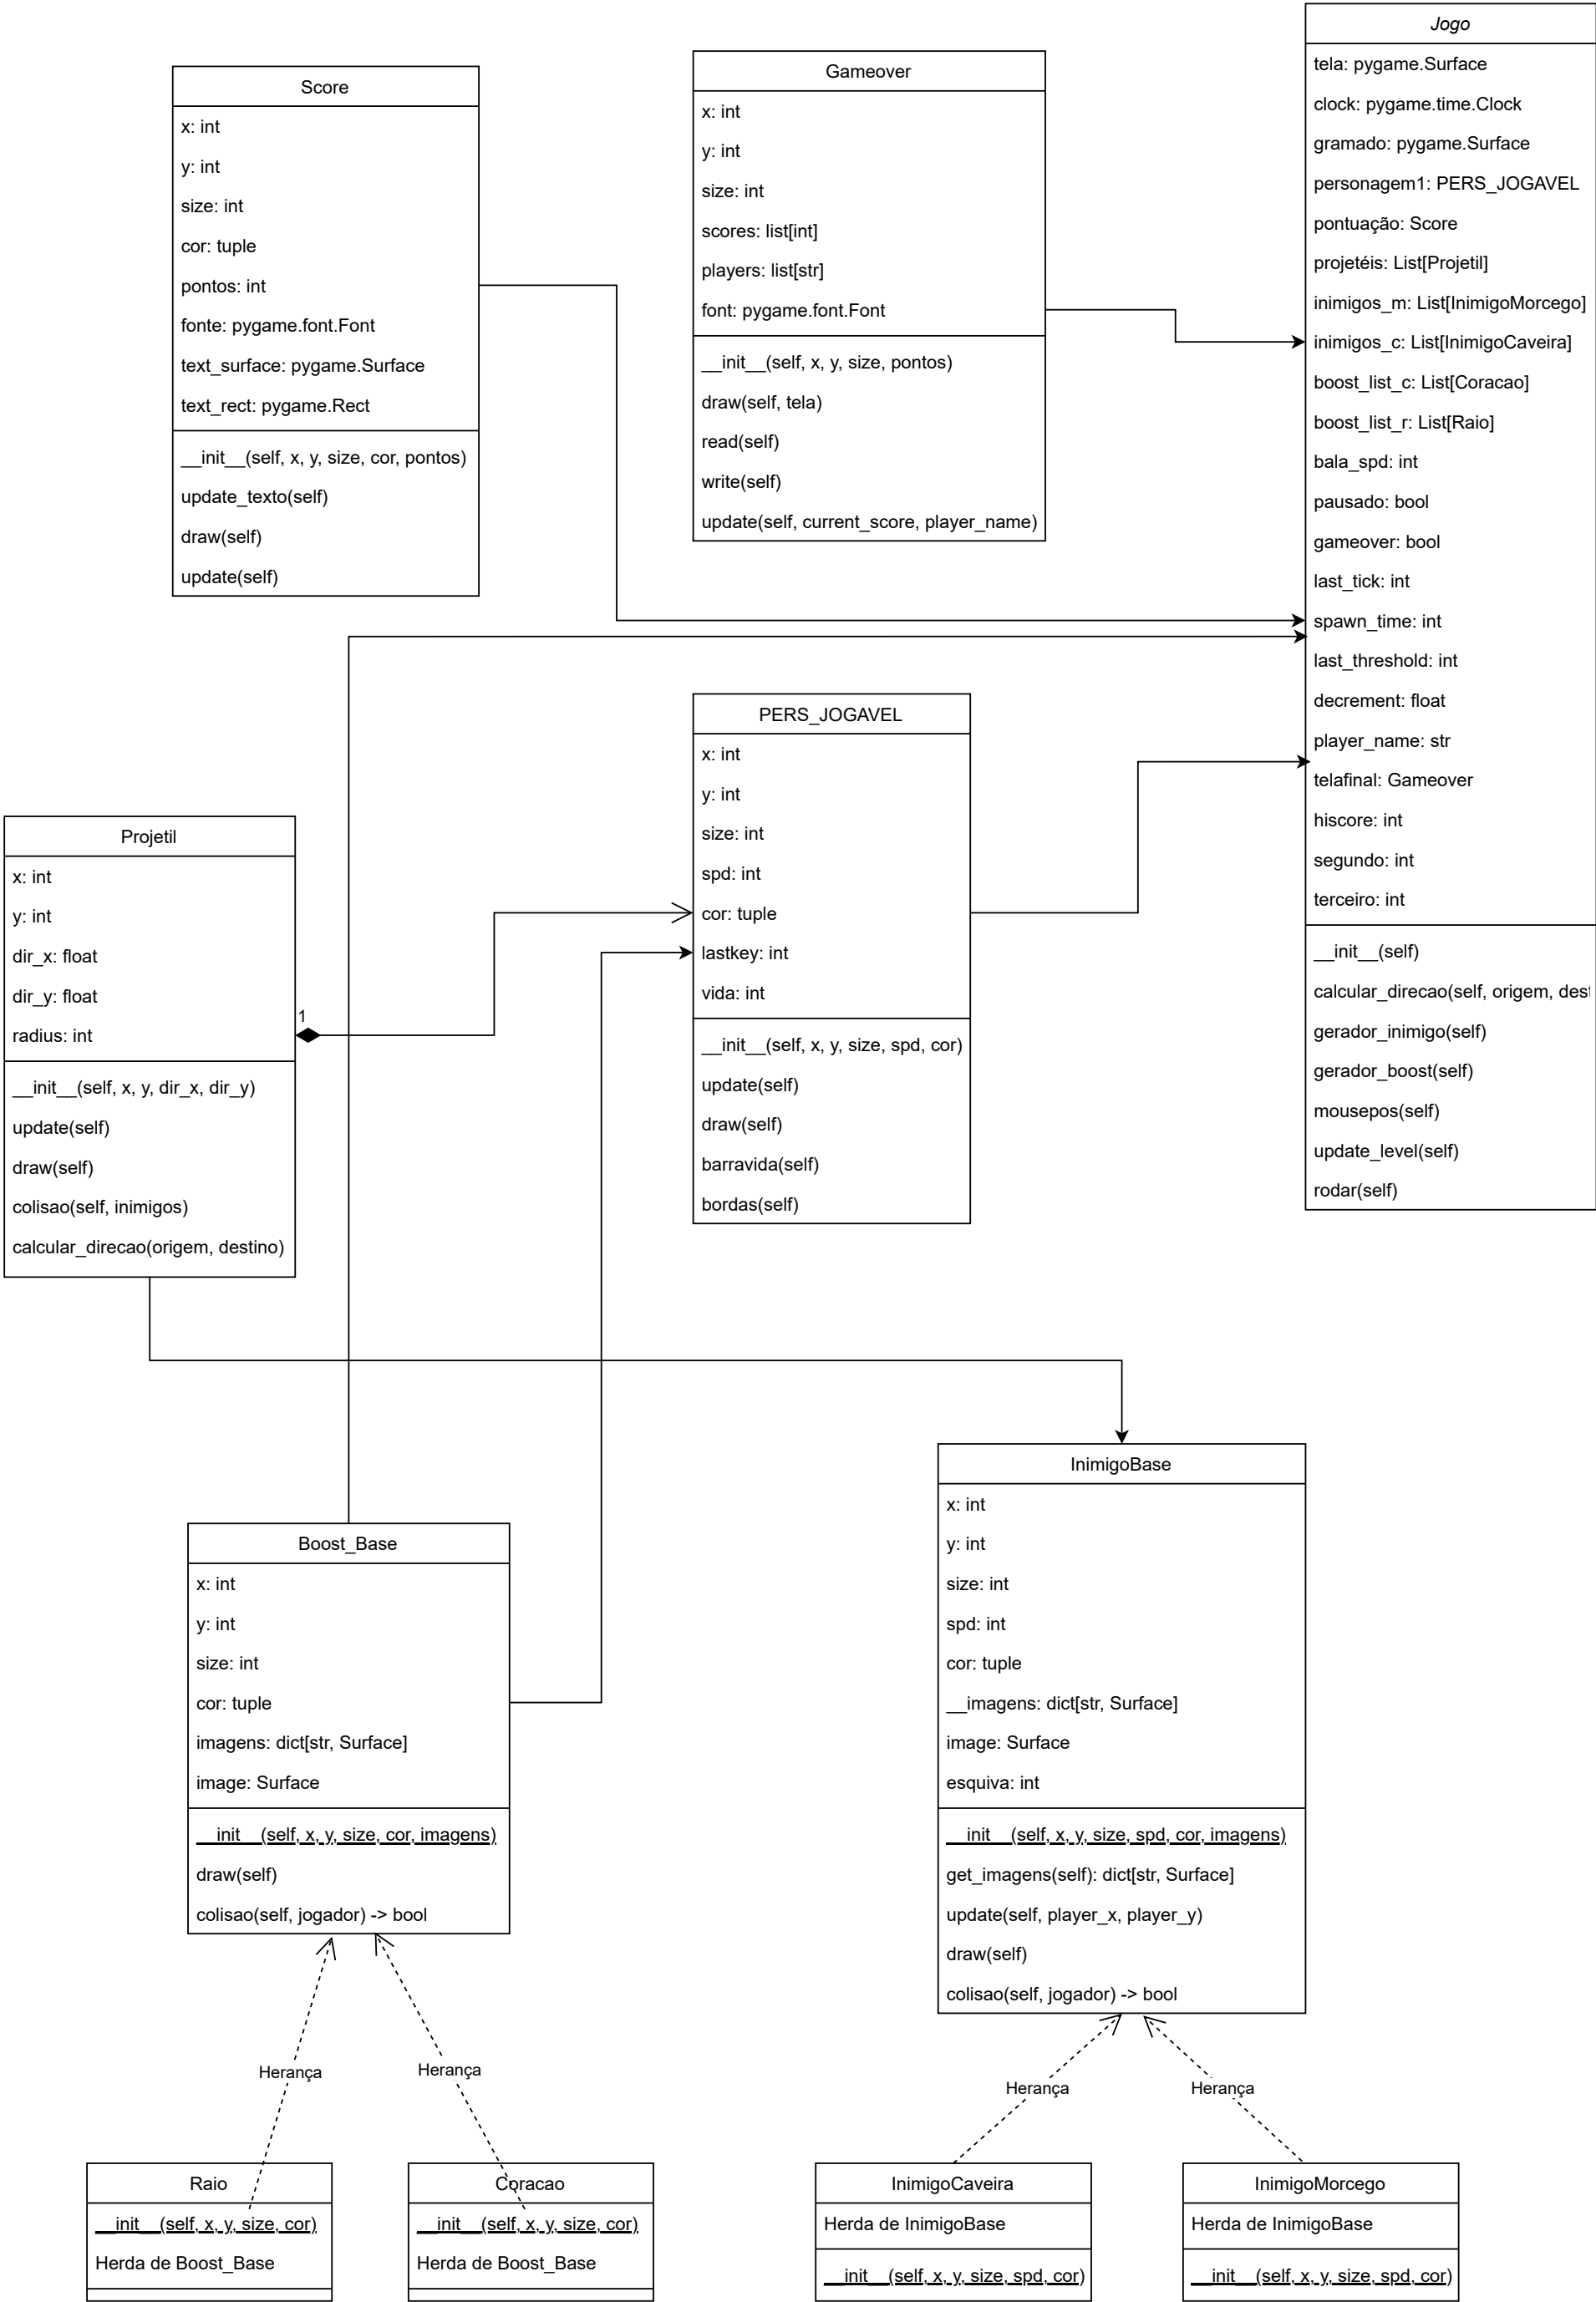 Jogo
tela: pygame.Surface
clock: pygame.time.Clock
gramado: pygame.Surface
personagem1: PERS_JOGAVEL
pontuação: Score
projetéis: List[Projetil]
inimigos_m: List[InimigoMorcego]
inimigos_c: List[InimigoCaveira]
boost_list_c: List[Coracao]
boost_list_r: List[Raio]
bala_spd: int
pausado: bool
gameover: bool
last_tick: int
spawn_time: int
last_threshold: int
decrement: float
player_name: str
telafinal: Gameover
hiscore: int
segundo: int
terceiro: int
__init__(self)
calcular_direcao(self, origem, dest
gerador_inimigo(self)
gerador_boost(self)
mousepos(self)
update_level(self)
rodar(self)
Score
x: int
y: int
size: int
cor: tuple
pontos: int
fonte: pygame.font.Font
text_surface: pygame.Surface
text_rect: pygame.Rect
__init__(self, x, y, size, cor, pontos)
update_texto(self)
draw(self)
update(self)
Gameover
x: int
y: int
size: int
scores: list[int]
players: list[str]
font: pygame.font.Font
__init__(self, x, y, size, pontos)
draw(self, tela)
read(self)
write(self)
update(self, current_score, player_name)
PERS_JOGAVEL
x: int
y: int
size: int
spd: int
cor: tuple
lastkey: int
vida: int
__init__(self, x, y, size, spd, cor)
update(self)
draw(self)
barravida(self)
bordas(self)
Projetil
x: int
y: int
dir_x: float
dir_y: float
radius: int
__init__(self, x, y, dir_x, dir_y)
update(self)
draw(self)
colisao(self, inimigos)
calcular_direcao(origem, destino)
1
Boost_Base
x: int
y: int
size: int
cor: tuple
imagens: dict[str, Surface]
image: Surface
__init__(self, x, y, size, cor, imagens)
draw(self)
colisao(self, jogador) -> bool
InimigoBase
x: int
y: int
size: int
spd: int
cor: tuple
__imagens: dict[str, Surface]
image: Surface
esquiva: int
__init__(self, x, y, size, spd, cor, imagens)
get_imagens(self): dict[str, Surface]
update(self, player_x, player_y)
draw(self)
colisao(self, jogador) -> bool
Herança
Herança
Herança
Herança
Raio
__init__(self, x, y, size, cor)
Herda de Boost_Base
Coracao
__init__(self, x, y, size, cor)
Herda de Boost_Base
InimigoCaveira
Herda de InimigoBase
__init__(self, x, y, size, spd, cor)
InimigoMorcego
Herda de InimigoBase
__init__(self, x, y, size, spd, cor)